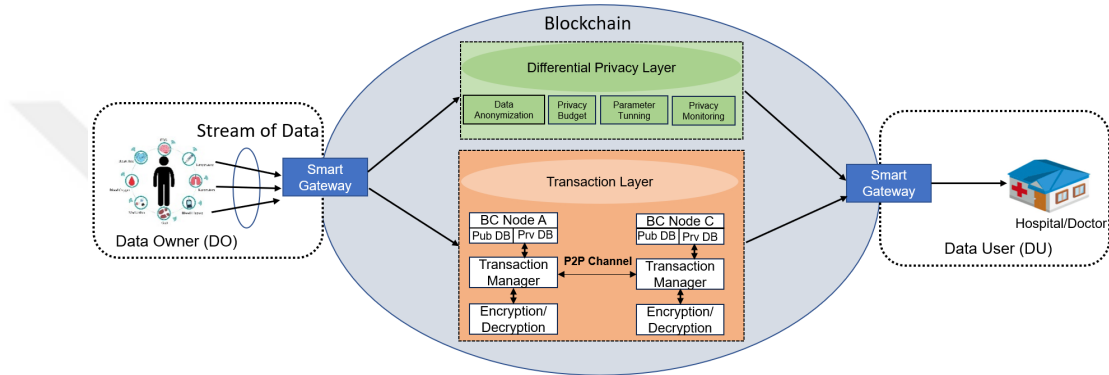 Blockchain
Differential Privacy Layer
Data
Anonymization
Privacy
Budget
Parameter
Tunning
Privacy
Monitoring
Stream of Data
Smart
Gateway
Data Owner (DO)
Transaction Layer
BC Node A
Pub DB Prv DB
Transaction
Manager
Encryption/
Decryption
P2P Channel
BC Node C
Pub DB Prv DB
Transaction
Manager
Encryption/
Decryption
Smart
Gateway
Hospital/Doctor
Data User (DU)